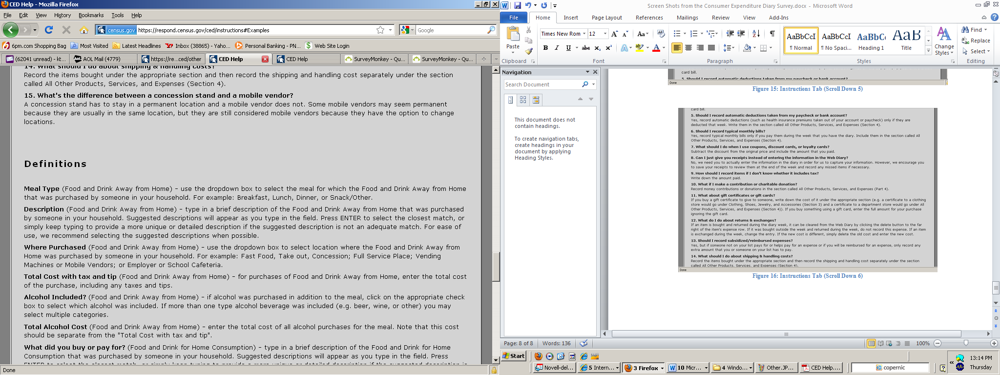 CED Help - Mozilla Firefox
File Edit View History Bookmarks Tools Help
census.gov https://respond.census.gov/ced/instructions#Examples
Google
6pm.com Shopping Bag Most Visited Latest Headlines Inbox (38865) - Yaho... Personal Banking - PN... Web Site Login
(62041 unread) - kt... AOL Mail (4779) https://re...ced/other CED Help CED Help SurveyMonkey - Qu... SurveyMonkey - Qu...
14. What should I do about shipping & handling costs?
Record the items bought under the appropriate section and then record the shipping and handling cost separately under the section
called All Other Products, Services, and Expenses (Section 4).
15. What's the difference between a concession stand and a mobile vendor?
A concession stand has to stay in a permanent location and a mobile vendor does not. Some mobile vendors may seem permanent
because they are usually in the same location, but they are still considered mobile vendors because they have the option to change
locations.
Definitions
Meal Type (Food and Drink Away from Home) – use the dropdown box to select the meal for which the Food and Drink Away from Home
that was purchased by someone in your household. For example: Breakfast, Lunch, Dinner, or Snack/Other.
Description (Food and Drink Away from Home) – type in a brief description of the Food and Drink Away from Home that was purchased
by someone in your household. Suggested descriptions will appear as you type in the field. Press ENTER to select the closest match, or
simply keep typing to provide a more unique or detailed description if the suggested description is not an adequate match. For ease of
use, we recommend selecting the suggested descriptions when possible.
Where Purchased (Food and Drink Away from Home) – use the dropdown box to select location where the Food and Drink Away from
Home was purchased by someone in your household. For example: Fast Food, Take out, Concession; Full Service Place; Vending
Machines or Mobile Vendors; or Employer or School Cafeteria.
Total Cost with tax and tip (Food and Drink Away from Home) – for purchases of Food and Drink Away from Home, enter the total cost
of the purchase, including any taxes and tips.
Alcohol Included? (Food and Drink Away from Home) – if alcohol was purchased in addition to the meal, click on the appropriate check
box to select which alcohol was included. If more than one type alcohol beverage was included (e.g. beer, wine, or other) you may
select multiple categories.
Total Alcohol Cost (Food and Drink Away from Home) – enter the total cost of all alcohol purchases for the meal. Note that this cost
should be separate from the "Total Cost with tax and tip".
What did you buy or pay for? (Food and Drink for Home Consumption) – type in a brief description of the Food and Drink for Home
Consumption that was purchased by someone in your household. Suggested descriptions will appear as you type in the field. Press
ENTER to select the closest match, or simply keep typing to provide a more unique or detailed description if the suggested description is
Done
Screen Shots from the Consumer Expenditure Diary Survey.docx - Microsoft Word
File Home Insert Page Layout References Mailings Review View Add-Ins
Paste
Clipboard
Times New Rom 12
B I U abc x2 x2
Font
Paragraph
AaBbCcI AaBbCcI AaBbCc AaB
¶ Normal ¶ No Spaci... Heading 1 Title
Change
Styles
Styles
Find
Replace
Select
Editing
Navigation
Search Document
This document does not
contain headings.
To create navigation tabs,
create headings in your
document by applying
Heading Styles.
card bill.
5. Should I record automatic deductions taken from my paycheck or bank account?
Done
Figure 15: Instructions Tab (Scroll Down 5)
card bill.
5. Should I record automatic deductions taken from my paycheck or bank account?
Yes, record automatic deductions (such as health insurance premiums taken out of your account or paycheck) only if they are
deducted that week. Write them in the section called All Other Products, Services, and Expenses (Section 4).
6. Should I record typical monthly bills?
Yes, record typical monthly bills only if you pay them during the week that you have the diary. Include them in the section called All
Other Products, Services, and Expenses (Section 4).
7. What should I do when I use coupons, discount cards, or loyalty cards?
Subtract the discount from the original price and include the amount that you paid.
8. Can I just give you receipts instead of entering the information in the Web Diary?
No, we need you to actually enter the information in the diary in order for us to capture your information. However, we encourage you
to save your receipts to review them at the end of the week and record any missed items if necessary.
9. How should I record items if I don't know whether it includes tax?
Write down the amount paid.
10. What if I make a contribution or charitable donation?
Record money contributions or donations in the section called All Other Products, Services, and Expenses (Part 4).
11. What about gift certificates or gift cards?
If you buy a gift certificate to give to someone, write down the cost of it under the appropriate section (e.g. a certificate to a clothing
store would go under Clothing, Shoes, Jewelry, and Accessories (Section 3) and a certificate to a department store would go under All
Other Products, Services, and Expenses (Section 4)). If you buy something using a gift card, enter the full amount for your purchase
ignoring the gift card.
12. What do I do about returns & exchanges?
If an item is bought and returned during the diary week, it can be cleared from the Web Diary by clicking the delete button to the far
right of the item's expense row. If it was bought outside the week and returned during the week, do not record this expense. If an item
is exchanged during the week, change the entry. If the new cost is different, simply delete the old cost and enter the new cost.
13. Should I record subsidized/reimbursed expenses?
Yes, but if someone not on your list pays for or helps pay for an expense or if you will be reimbursed for an expense, only record any
extra amount that you or someone on your list has to pay.
14. What should I do about shipping & handling costs?
Record the items bought under the appropriate section and then record the shipping and handling cost separately under the section
called All Other Products, Services, and Expenses (Section 4).
Done
Figure 16: Instructions Tab (Scroll Down 6)
Page: 8 of 8 Words: 136 100%
Start
Novell-del... 5 Intern... 3 Firefox 10 Micr... 4 Windo... Other.JP... CED Help.... copernic
13:14 PM
Thursday